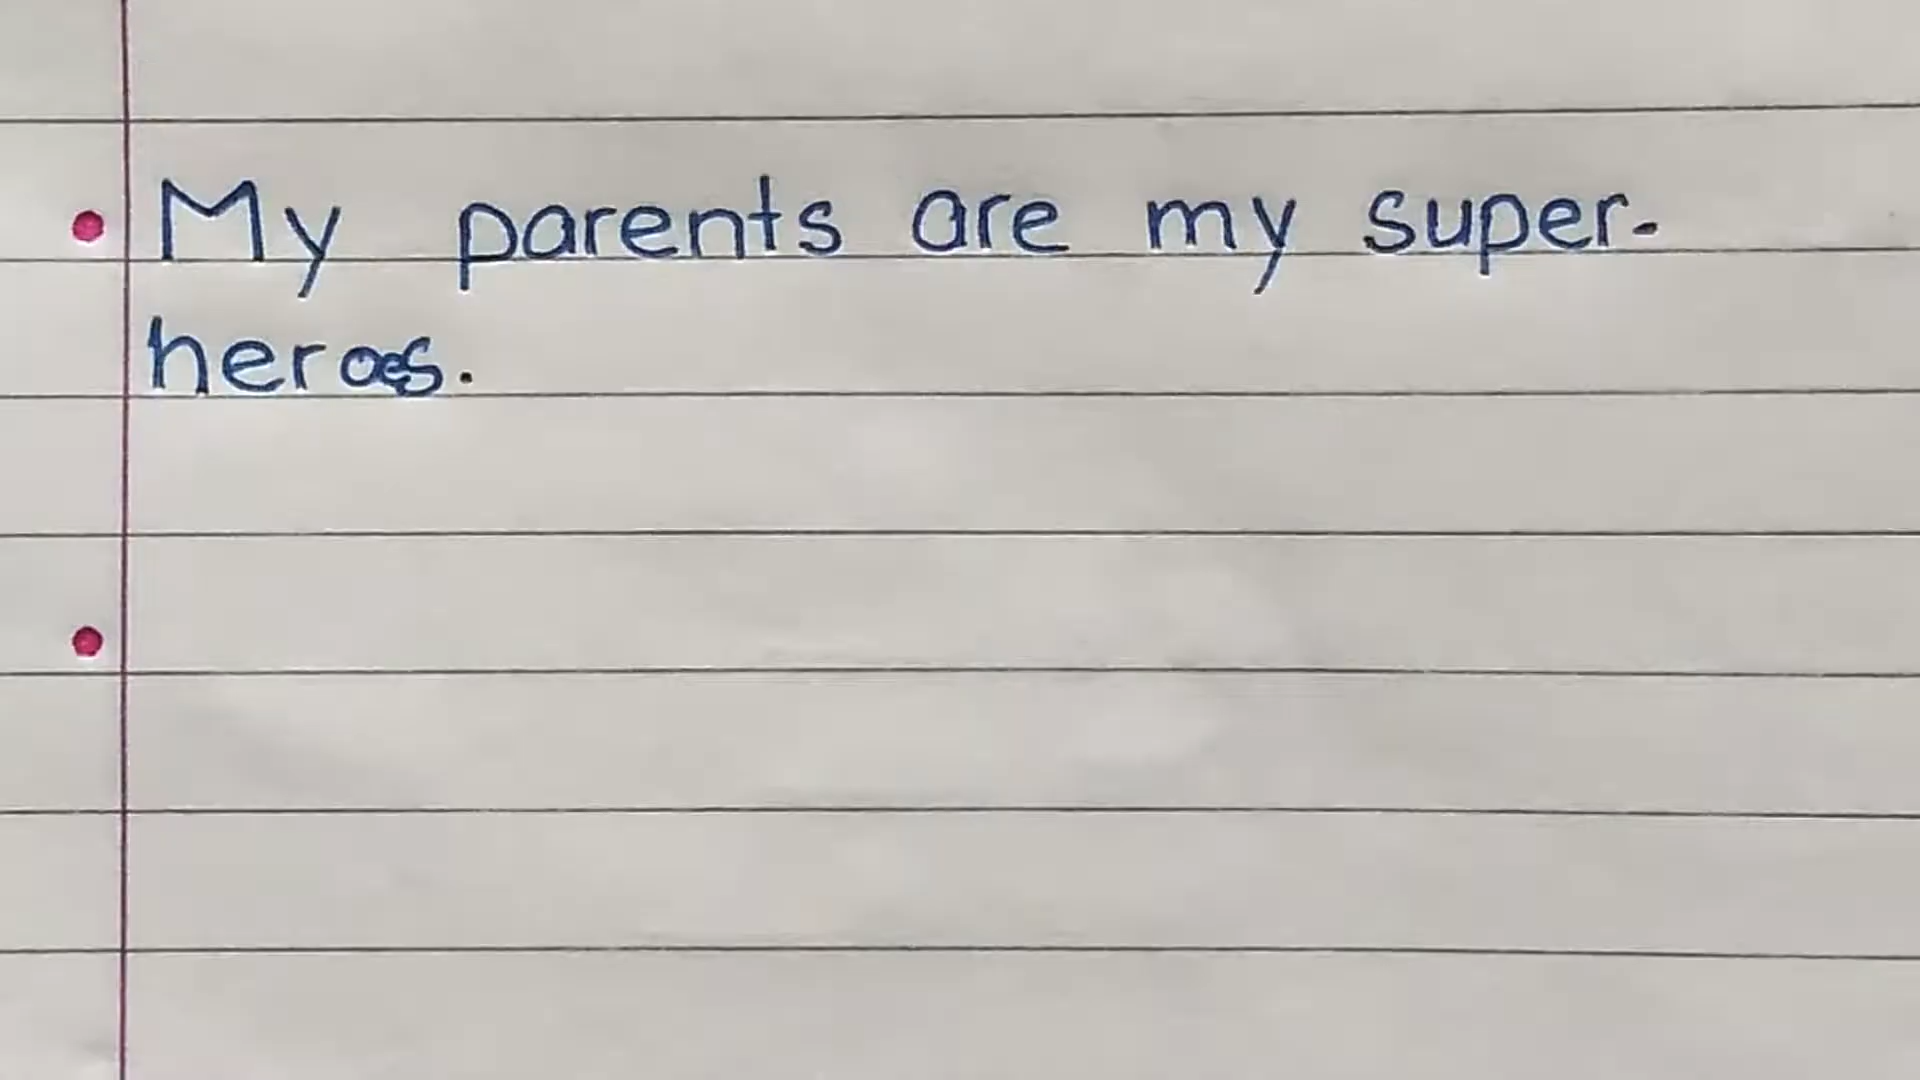 • My parents are my super-
heroes.
•